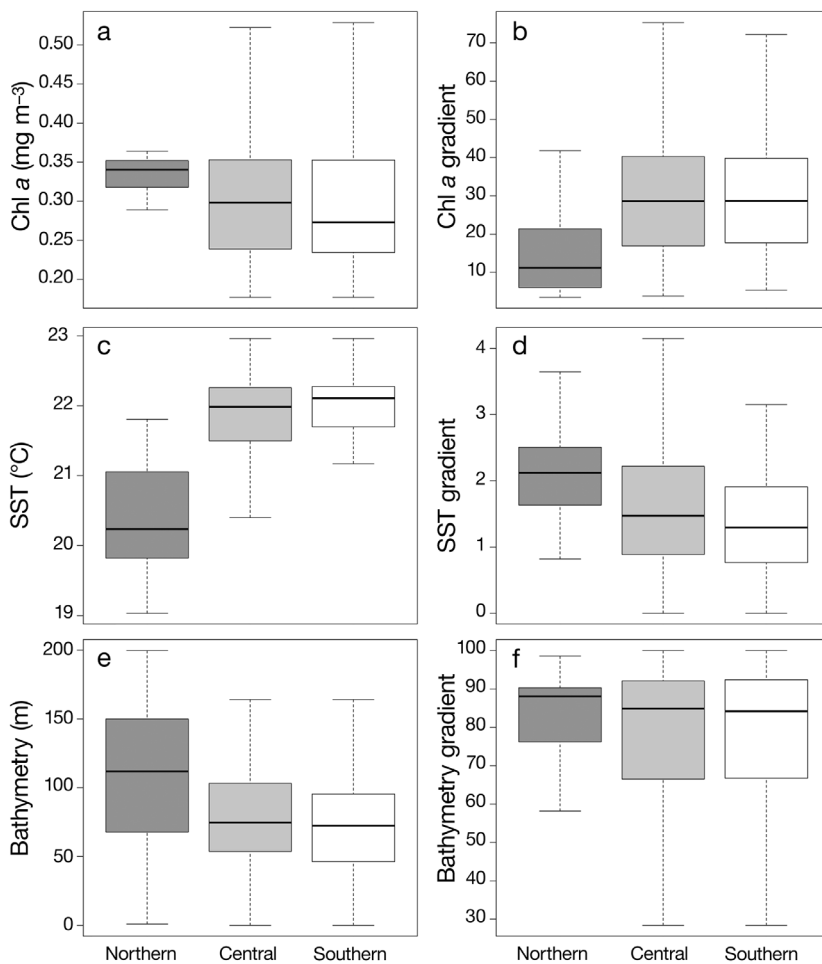 a
0.50
0.45
0.40
0.35
0.30
0.25
0.20
Chl a (mg m⁻³)
b
70
60
50
40
30
20
10
Chl a gradient
c
23
22
21
20
19
SST (°C)
d
4
3
2
1
0
SST gradient
e
200
150
100
50
0
Bathymetry (m)
Northern Central Southern
f
100
90
80
70
60
50
40
30
Bathymetry gradient
Northern Central Southern